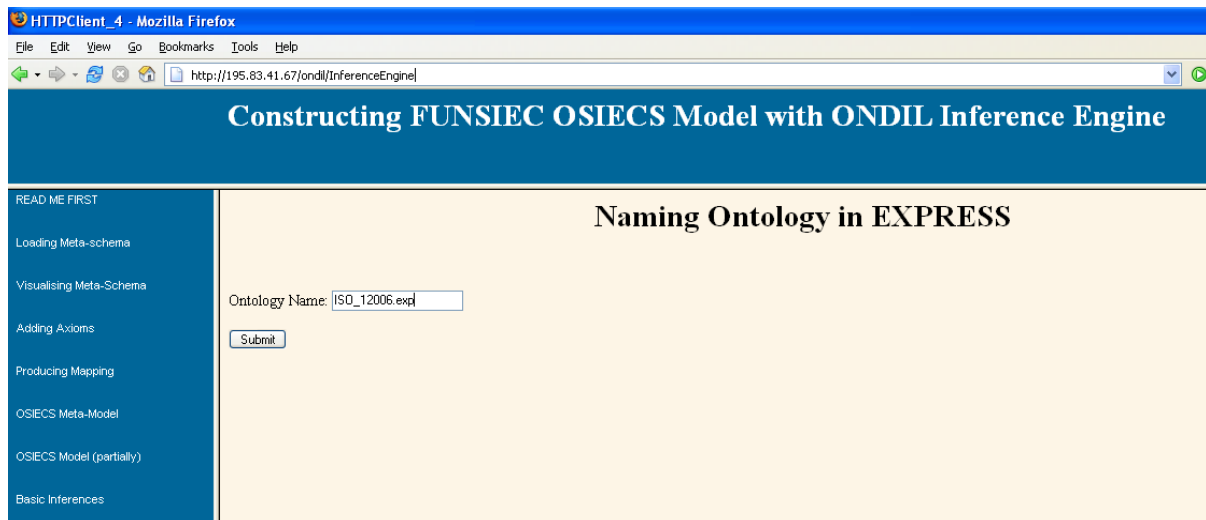 HTTPClient_4 - Mozilla Firefox
File Edit View Go Bookmarks Tools Help
http://195.83.41.67/ondil/InferenceEngine
Constructing FUNSIEC OSIECS Model with ONDIL Inference Engine
READ ME FIRST
Loading Meta-schema
Visualising Meta-Schema
Adding Axioms
Producing Mapping
OSIECS Meta-Model
OSIECS Model (partially)
Basic Inferences
Naming Ontology in EXPRESS
Ontology Name: ISO_12006.exp
Submit